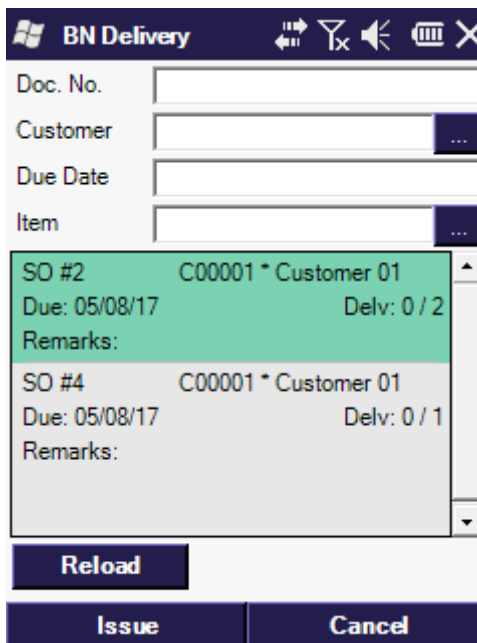 BN Delivery
Doc. No.
Customer
...
Due Date
Item
...
SO #2 C00001 * Customer 01
Due: 05/08/17 Delv: 0 / 2
Remarks:
SO #4 C00001 * Customer 01
Due: 05/08/17 Delv: 0 / 1
Remarks:
Reload
Issue Cancel